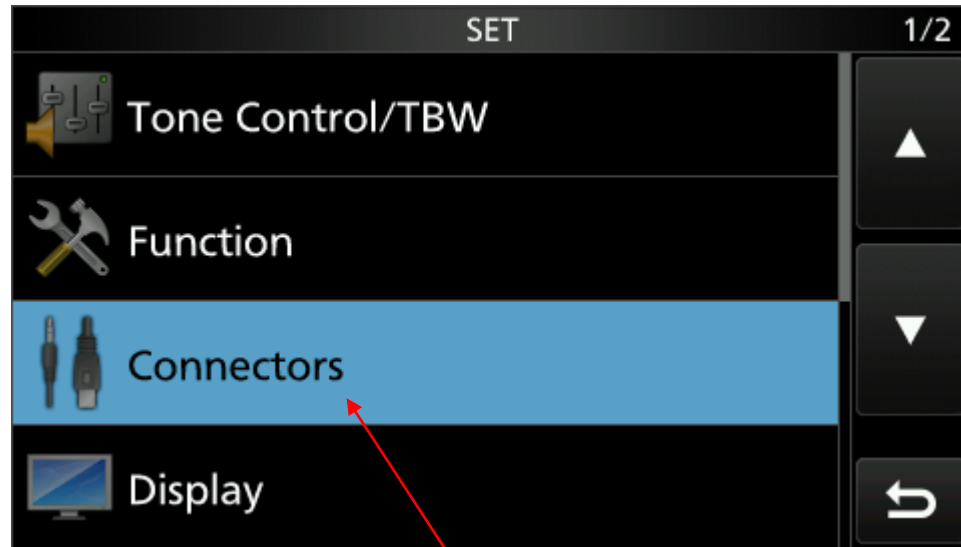 SET 1/2
Tone Control/TBW
Function
Connectors
Display